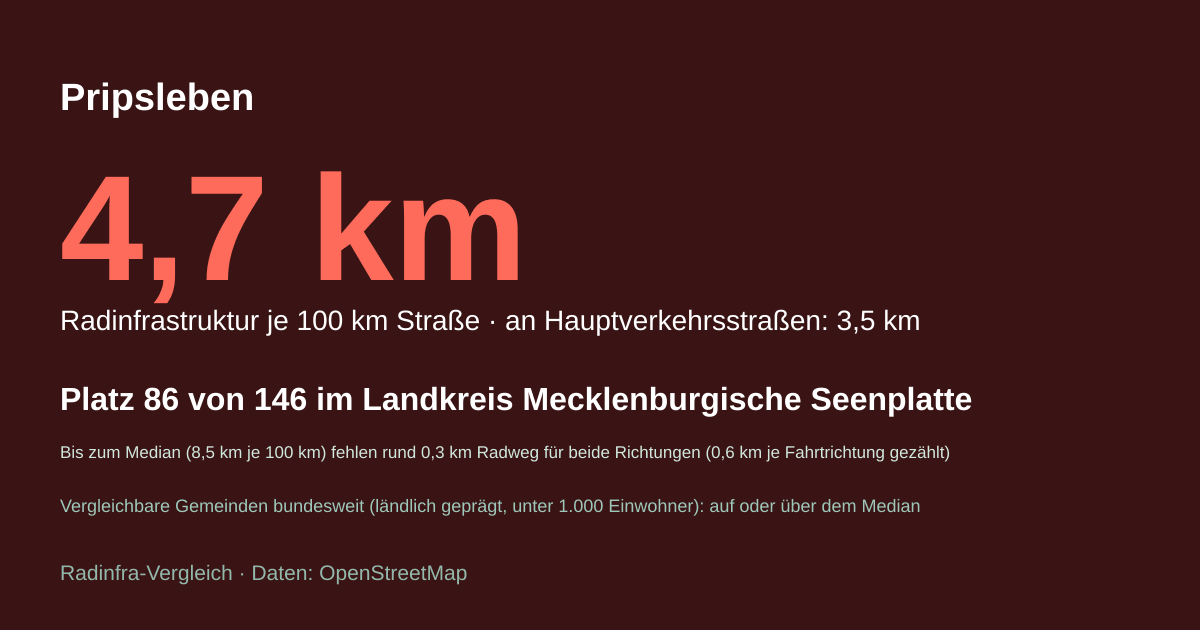 Pripsleben
4,7 km
Radinfrastruktur je 100 km Straße · an Hauptverkehrsstraßen: 3,5 km
Platz 86 von 146 im Landkreis Mecklenburgische Seenplatte
Bis zum Median (8,5 km je 100 km) fehlen rund 0,3 km Radweg für beide Richtungen (0,6 km je Fahrtrichtung gezählt)
Vergleichbare Gemeinden bundesweit (ländlich geprägt, unter 1.000 Einwohner): auf oder über dem Median
Radinfra-Vergleich · Daten: OpenStreetMap